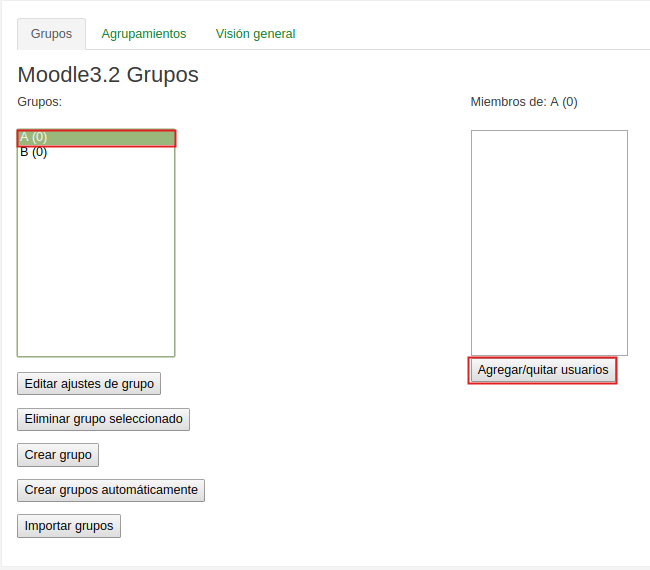 Grupos
Agrupamientos
Visión general
Moodle3.2 Grupos
Grupos:
A (0)
B (0)
Editar ajustes de grupo
Eliminar grupo seleccionado
Crear grupo
Crear grupos automáticamente
Importar grupos
Miembros de: A (0)
Agregar/quitar usuarios